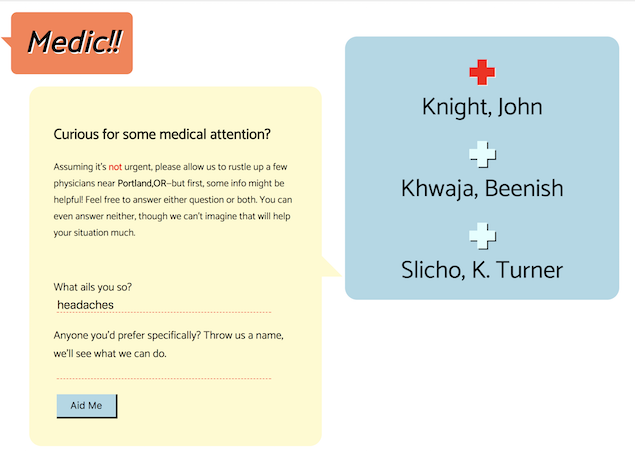 Medic!!
Curious for some medical attention?
Assuming it's not urgent, please allow us to rustle up a few
physicians near Portland,OR—but first, some info might be
helpful! Feel free to answer either question or both. You can
even answer neither, though we can't imagine that will help
your situation much.
What ails you so?
headaches
Anyone you'd prefer specifically? Throw us a name,
we'll see what we can do.
Aid Me
Knight, John
Khwaja, Beenish
Slicho, K. Turner